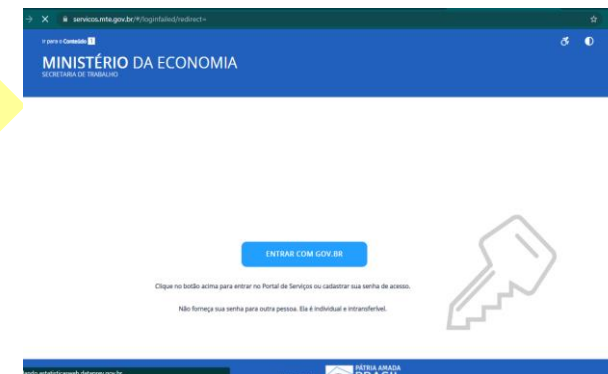 servicos.mte.gov.br/#/loginfailed/redirect=
Ir para o Conteúdo 1
MINISTÉRIO DA ECONOMIA
SECRETARIA DE TRABALHO
ENTRAR COM GOV.BR
Clique no botão acima para entrar no Portal de Serviços ou cadastrar sua senha de acesso.
Não forneça sua senha para outra pessoa. Ela é individual e intransferível.
PÁTRIA AMADA
BRASIL